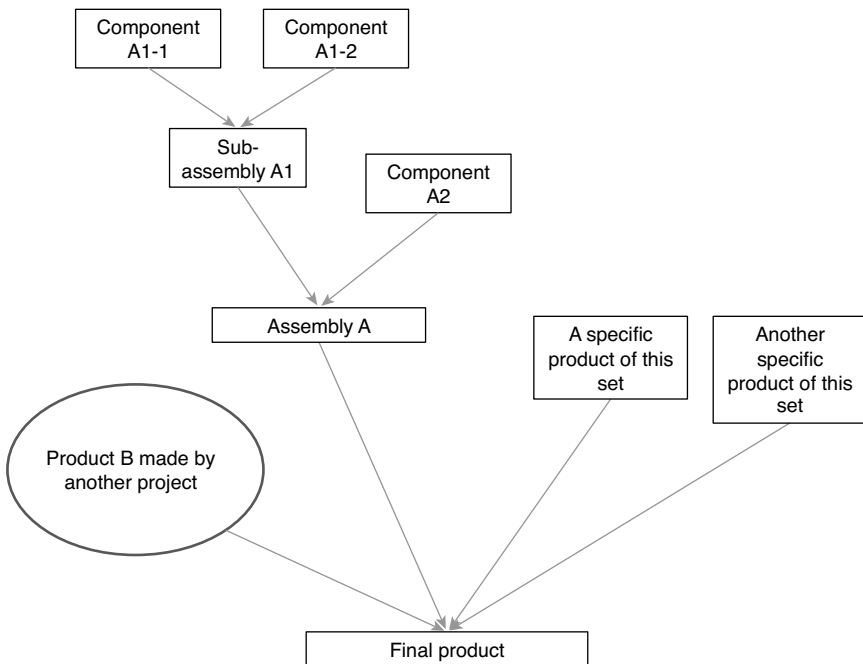 Component
A1-1
Component
A1-2
Sub-
assembly A1
Component
A2
Assembly A
A specific
product of this
set
Another
specific
product of this
set
Product B made by
another project
Final product